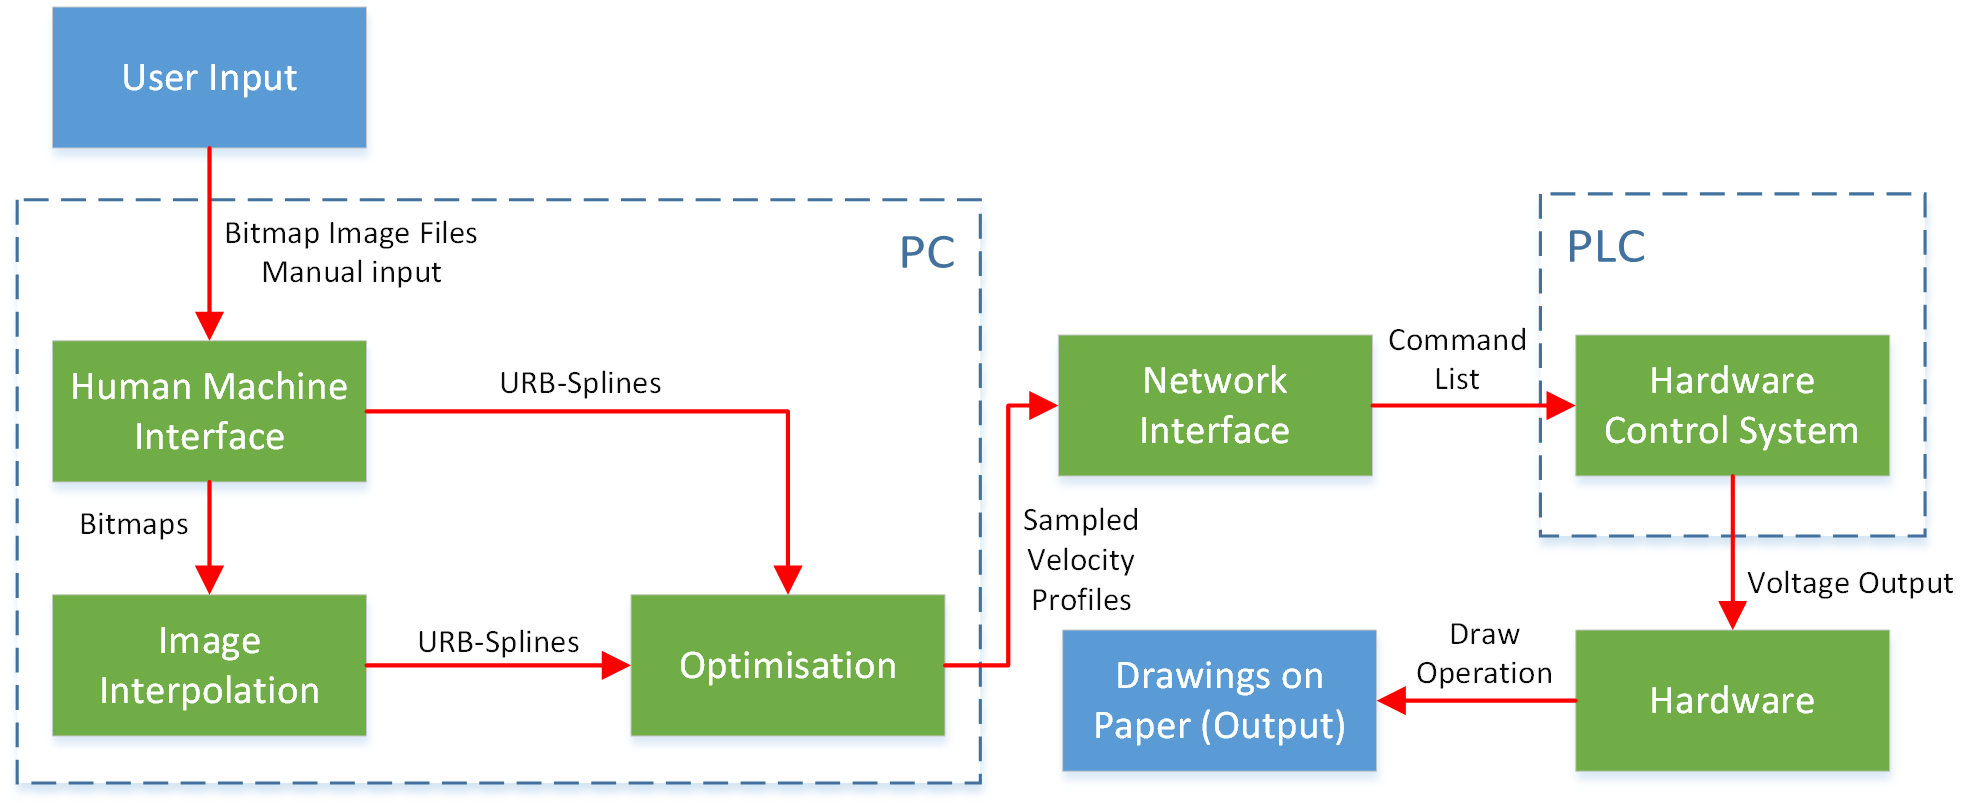 User Input
Bitmap Image Files
Manual input
PC
Human Machine
Interface
URB-Splines
Bitmaps
Image
Interpolation
URB-Splines
Optimisation
Sampled
Velocity
Profiles
Network
Interface
Command
List
PLC
Hardware
Control System
Voltage Output
Hardware
Draw
Operation
Drawings on
Paper (Output)